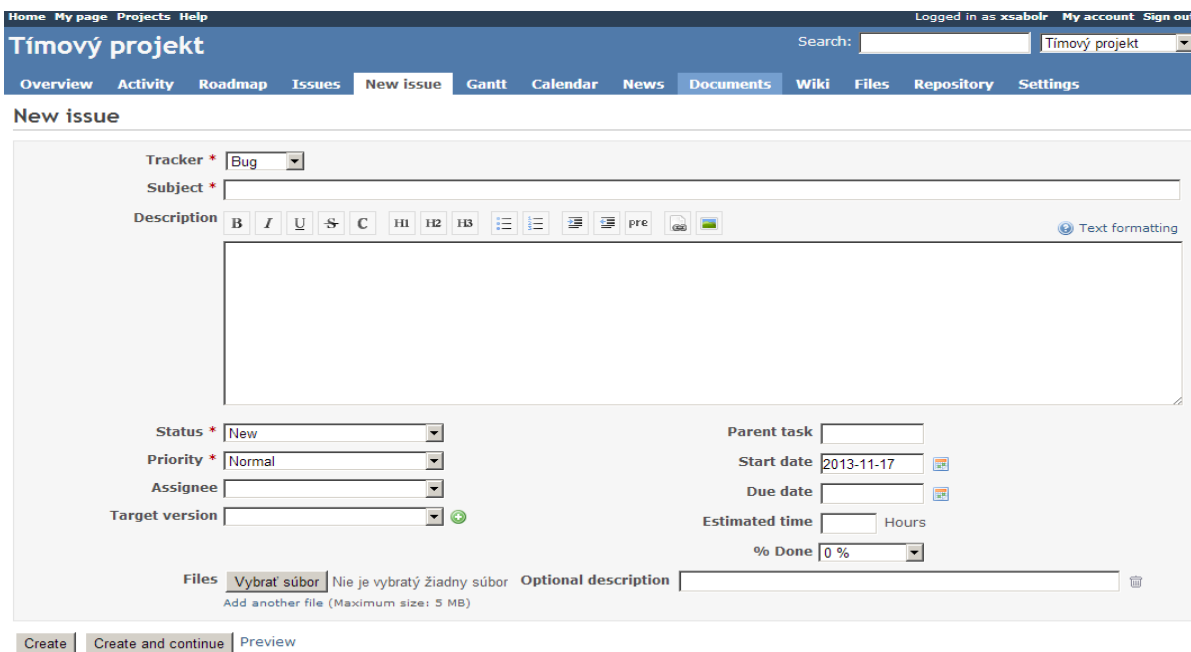 Home My page Projects Help Logged in as xsabolr My account Sign out
Tímový projekt Search: Tímový projekt
Overview Activity Roadmap Issues New issue Gantt Calendar News Documents Wiki Files Repository Settings
New issue
Tracker * Bug
Subject *
Description B I U S C H1 H2 H3 pre Text formatting
Status * New Parent task
Priority * Normal Start date 2013-11-17
Assignee Due date
Target version Estimated time Hours
% Done 0 %
Files Vybrať súbor Nie je vybratý žiadny súbor Optional description
Add another file (Maximum size: 5 MB)
Create Create and continue Preview